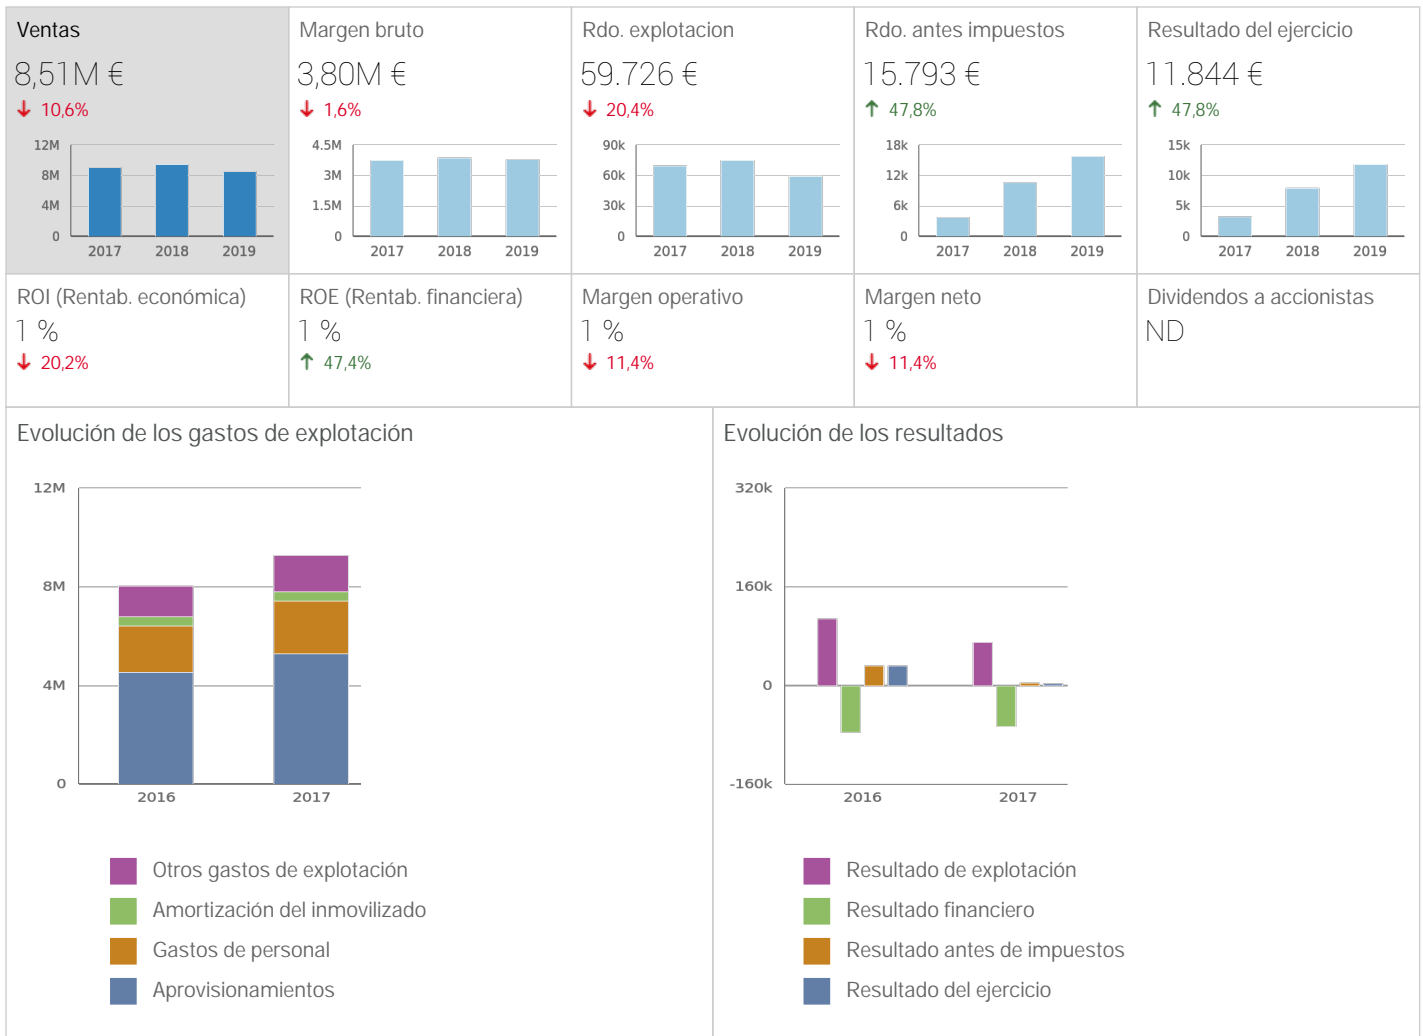 Ventas
8,51M €
10,6%
12M
8M
4M
0
2017 2018 2019
Margen bruto
3,80M €
1,6%
4.5M
3M
1.5M
0
2017 2018 2019
Rdo. explotacion
59.726 €
20,4%
90k
60k
30k
0
2017 2018 2019
Rdo. antes impuestos
15.793 €
47,8%
18k
12k
6k
0
2017 2018 2019
Resultado del ejercicio
11.844 €
47,8%
15k
10k
5k
0
2017 2018 2019
ROI (Rentab. económica)
1 %
20,2%
ROE (Rentab. financiera)
1 %
47,4%
Margen operativo
1 %
11,4%
Margen neto
1 %
11,4%
Dividendos a accionistas
ND
Evolución de los gastos de explotación
12M
8M
4M
0
2016 2017
Otros gastos de explotación
Amortización del inmovilizado
Gastos de personal
Aprovisionamientos
Evolución de los resultados
320k
160k
0
-160k
2016 2017
Resultado de explotación
Resultado financiero
Resultado antes de impuestos
Resultado del ejercicio